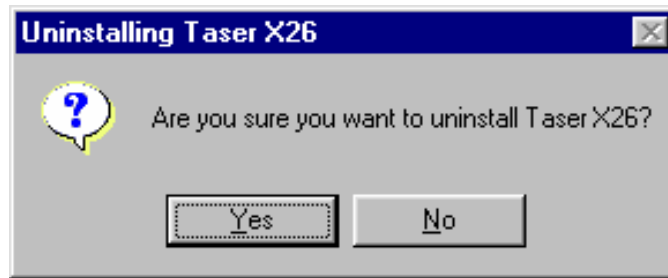 Uninstalling Taser X26
Are you sure you want to uninstall Taser X26?
Yes No